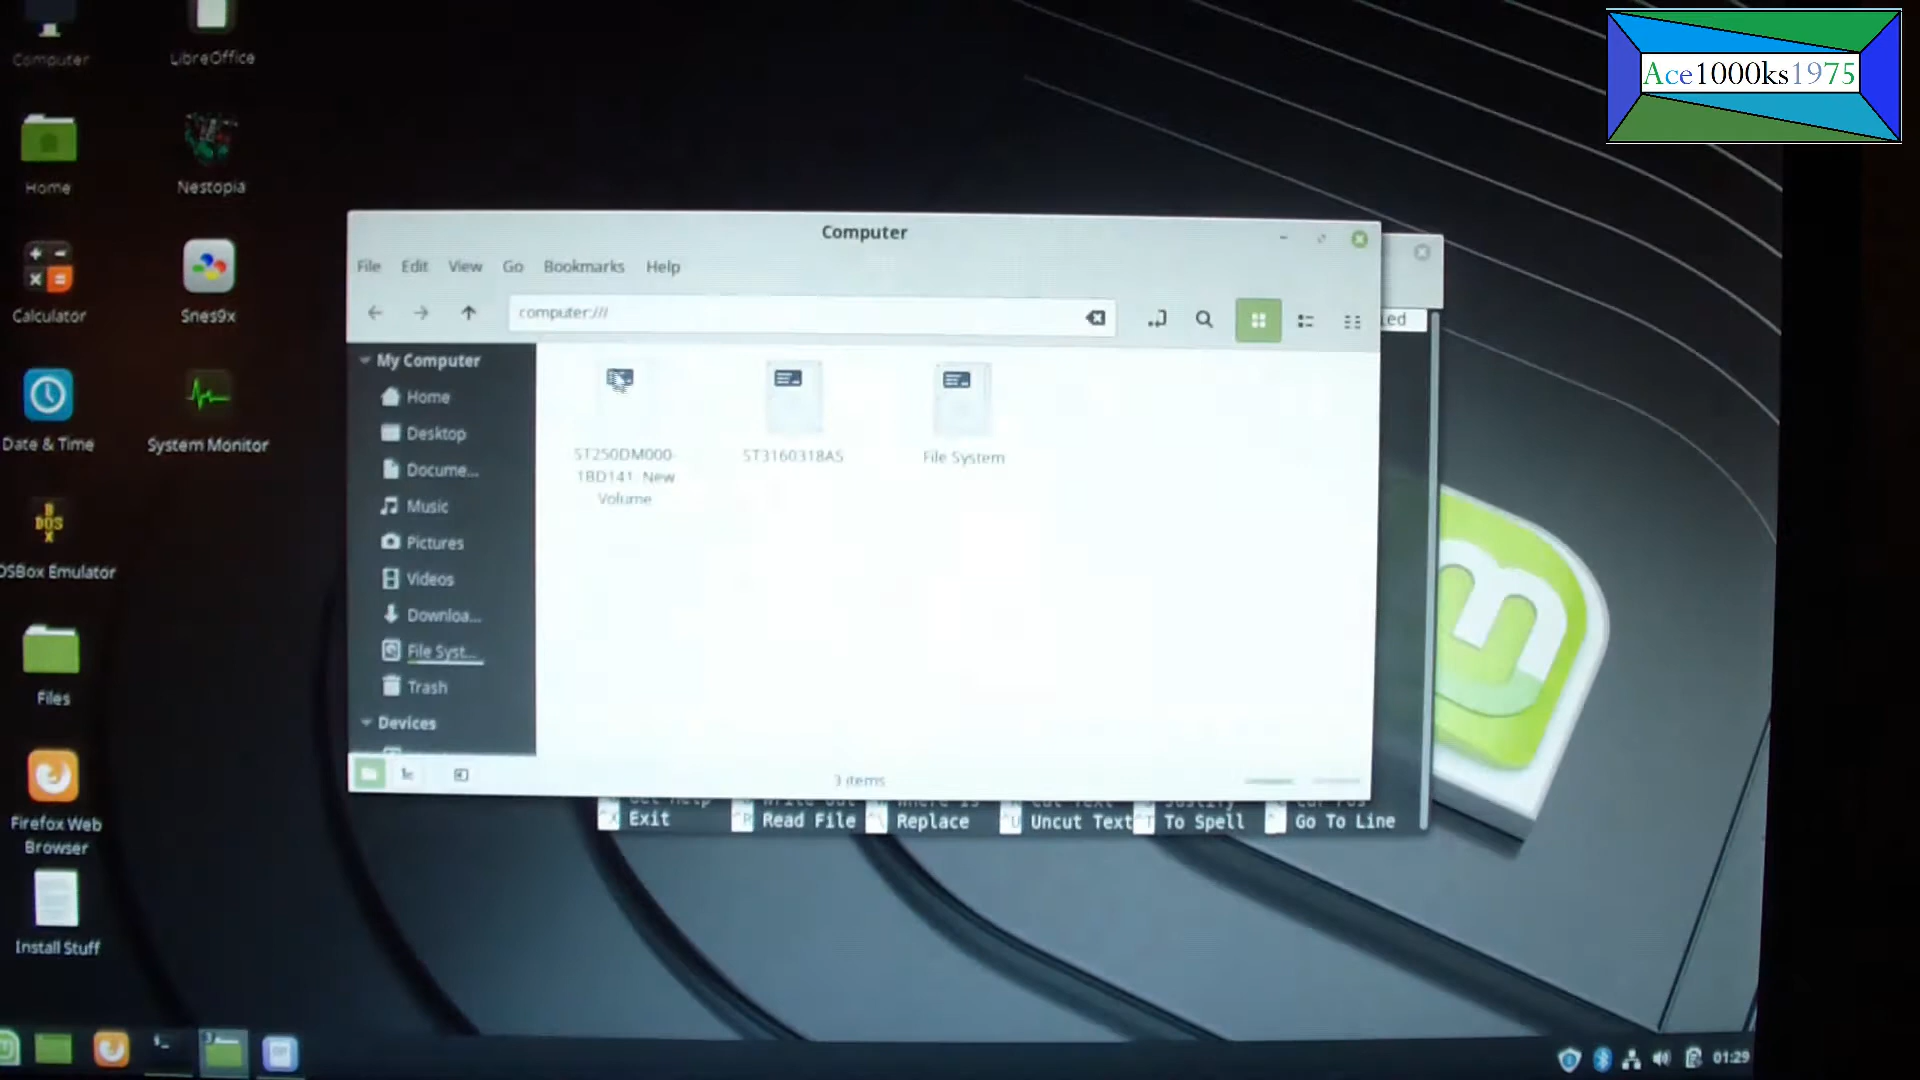 Computer
LibreOffice
Ace1000ks1975
Home
Nestopia
Calculator
Snes9x
Date & Time
System Monitor
DOS
OSBox Emulator
Files
Firefox Web
Browser
Install Stuff
Computer
File Edit View Go Bookmarks Help
computer:///
My Computer
Home
Desktop
Docume...
Music
Pictures
Videos
Downloa...
File Syst...
Trash
Devices
ST250DM000-
1BD141: New
Volume
ST3160318AS
File System
3 items
^X Exit ^R Read File ^\ Replace ^U Uncut Text ^T To Spell ^_ Go To Line
01:29